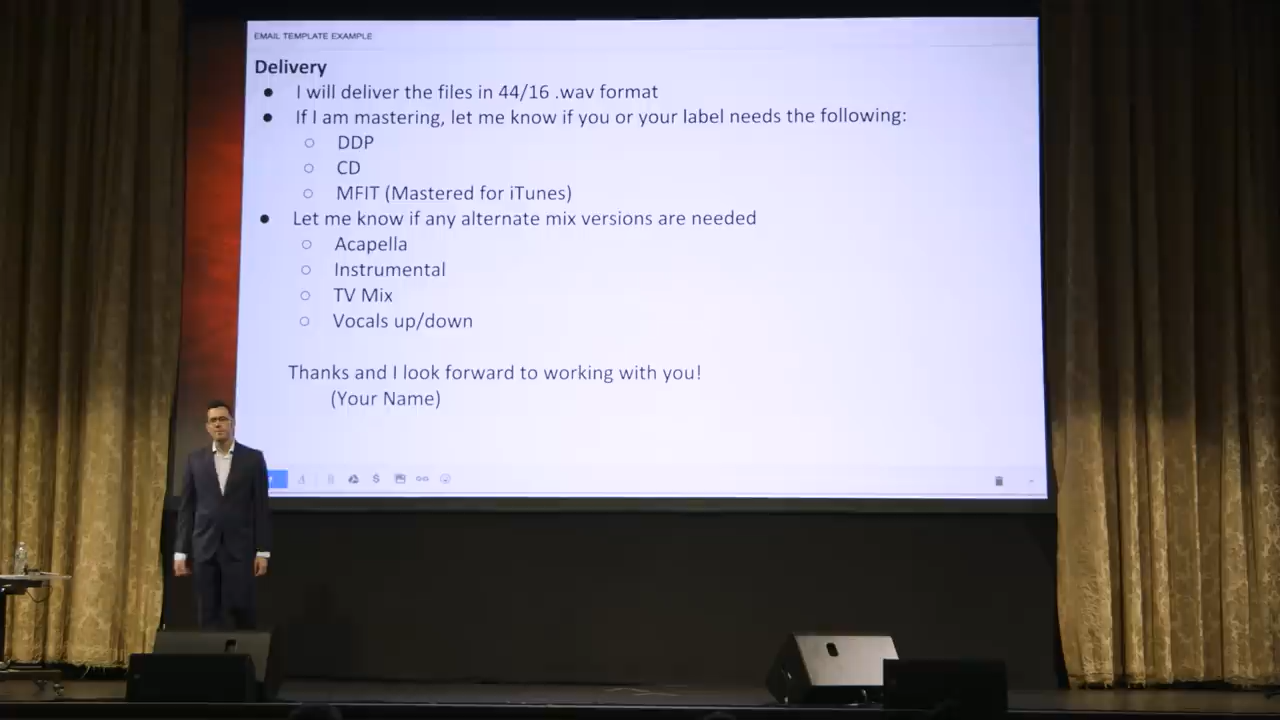 EMAIL TEMPLATE EXAMPLE
Delivery
● I will deliver the files in 44/16 .wav format
● If I am mastering, let me know if you or your label needs the following:
○ DDP
○ CD
○ MFIT (Mastered for iTunes)
● Let me know if any alternate mix versions are needed
○ Acapella
○ Instrumental
○ TV Mix
○ Vocals up/down
Thanks and I look forward to working with you!
(Your Name)